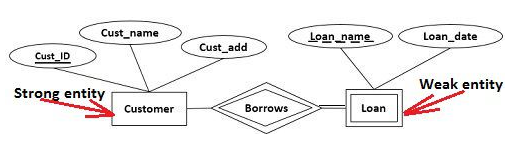 Cust_name
Loan_name
Loan_date
Cust_ID
Cust_add
Strong entity
Weak entity
Customer
Borrows
Loan